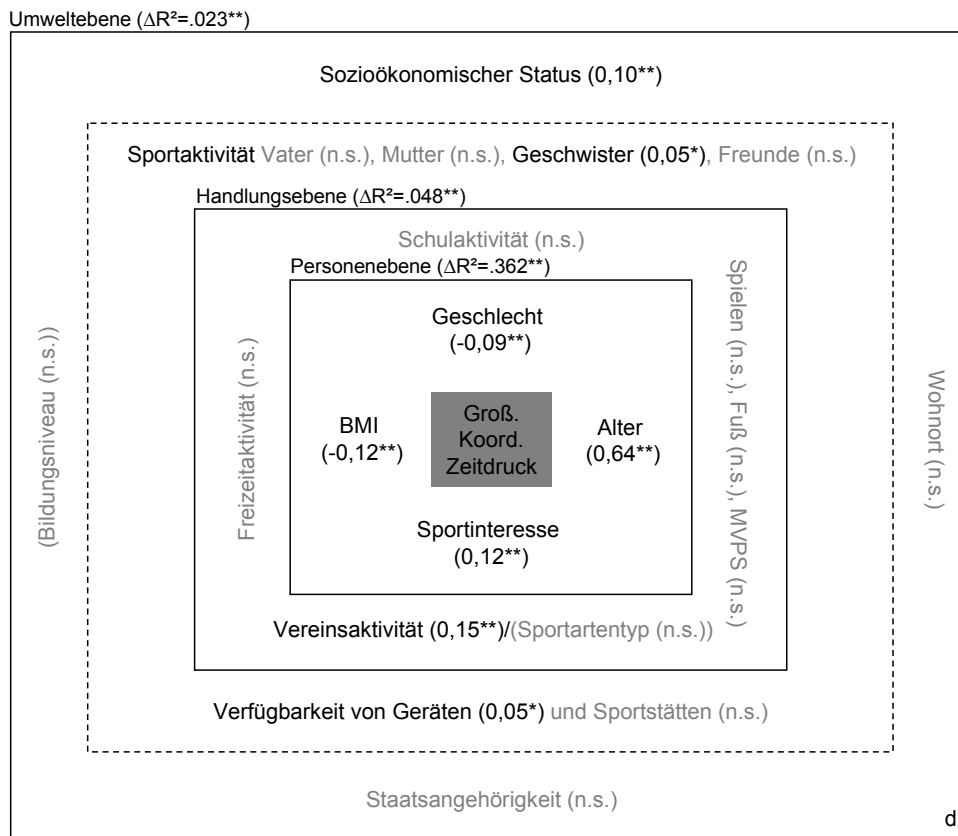 Umweltebene (ΔR²=.023**)
Sozioökonomischer Status (0,10**)
Sportaktivität Vater (n.s.), Mutter (n.s.), Geschwister (0,05*), Freunde (n.s.)
Handlungsebene (ΔR²=.048**)
Schulaktivität (n.s.)
Personenebene (ΔR²=.362**)
Geschlecht
(-0,09**)
(Bildungsniveau (n.s.))
Freizeitaktivität (n.s.)
BMI
(-0,12**)
Groß.
Koord.
Zeitdruck
Alter
(0,64**)
Spielen (n.s.), Fuß (n.s.), MVPS (n.s.)
Wohnort (n.s.)
Sportinteresse
(0,12**)
Vereinsaktivität (0,15**)/(Sportartentyp (n.s.))
Verfügbarkeit von Geräten (0,05*) und Sportstätten (n.s.)
Staatsangehörigkeit (n.s.)
d